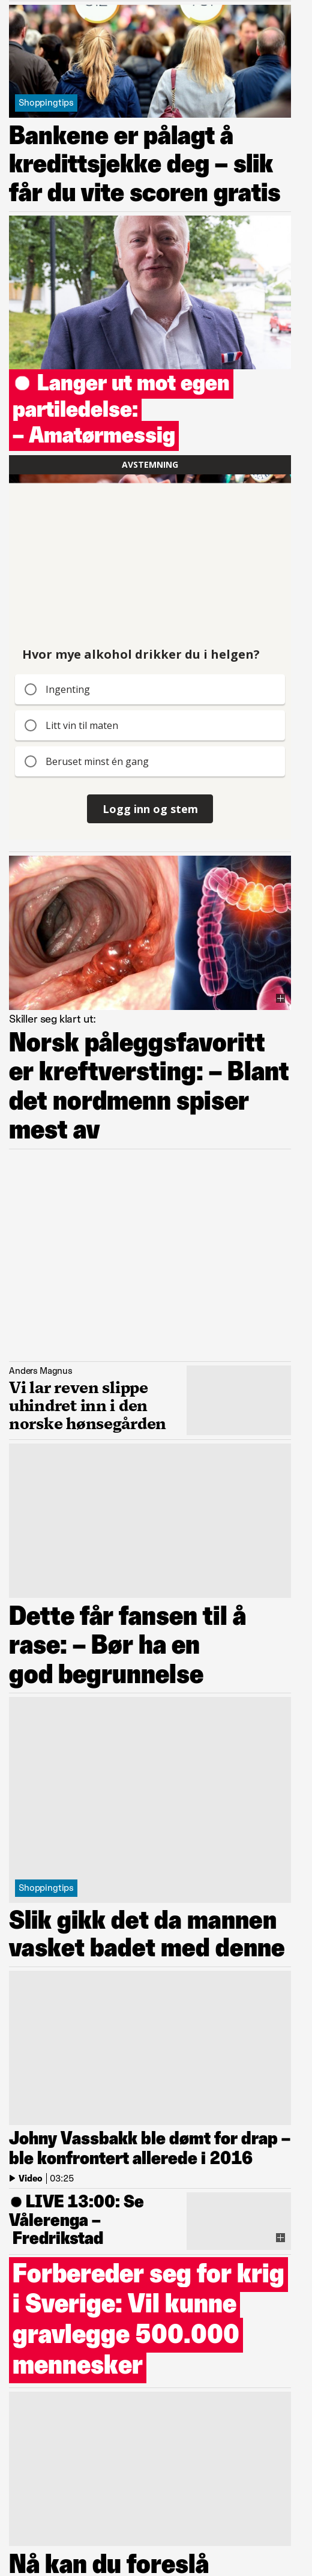 Shoppingtips
Bankene er pålagt å
kredittsjekke deg – slik
får du vite scoren gratis
Langer ut mot egen
partiledelse:
– Amatørmessig
AVSTEMNING
Hvor mye alkohol drikker du i helgen?
Ingenting
Litt vin til maten
Beruset minst én gang
Logg inn og stem
Skiller seg klart ut:
Norsk påleggsfavoritt
er kreftversting: – Blant
det nordmenn spiser
mest av
Anders Magnus
Vi lar reven slippe
uhindret inn i den
norske hønsegården
Dette får fansen til å
rase: – Bør ha en
god begrunnelse
Shoppingtips
Slik gikk det da mannen
vasket badet med denne
Johny Vassbakk ble dømt for drap –
ble konfrontert allerede i 2016
Video | 03:25
LIVE 13:00: Se
Vålerenga –
Fredrikstad
Forbereder seg for krig
i Sverige: Vil kunne
gravlegge 500.000
mennesker
Nå kan du foreslå